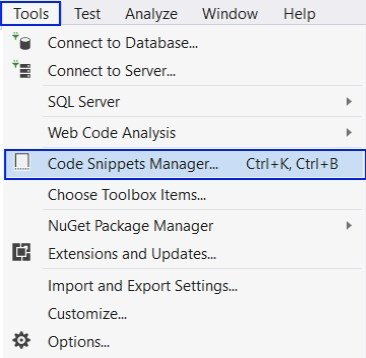 Tools Test Analyze Window Help
Connect to Database...
Connect to Server...
SQL Server
Web Code Analysis
Code Snippets Manager... Ctrl+K, Ctrl+B
Choose Toolbox Items...
NuGet Package Manager
Extensions and Updates...
Import and Export Settings...
Customize...
Options...